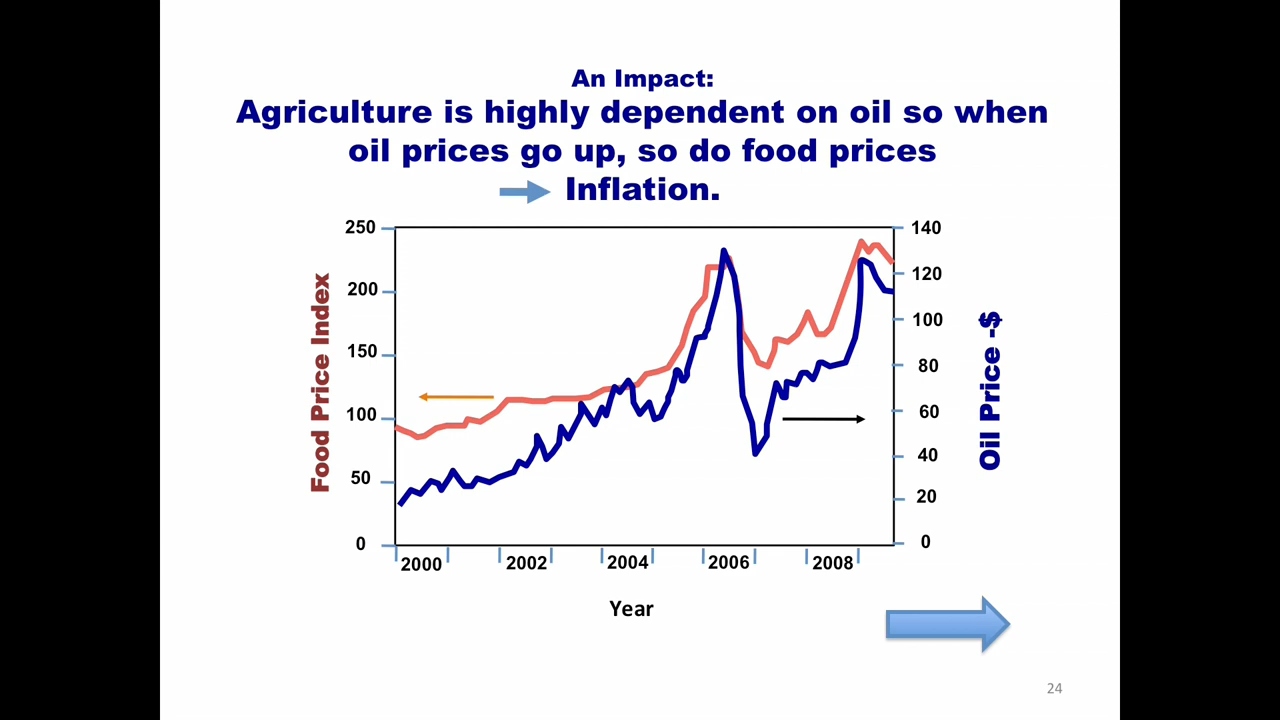 An Impact:
Agriculture is highly dependent on oil so when
oil prices go up, so do food prices
Inflation.
250
200
150
100
50
0
Food Price Index
140
120
100
80
60
40
20
0
Oil Price -$
2000
2002
2004
2006
2008
Year
24